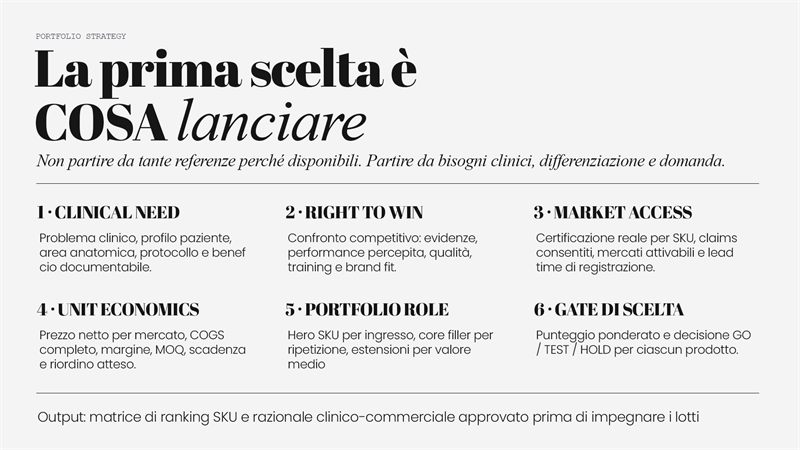 PORTFOLIO STRATEGY
La prima scelta è
COSA lanciare
Non partire da tante referenze perché disponibili. Partire da bisogni clinici, differenziazione e domanda.
1 · CLINICAL NEED
Problema clinico, profilo paziente,
area anatomica, protocollo e benef
cio documentabile.
2 · RIGHT TO WIN
Confronto competitivo: evidenze,
performance percepita, qualità,
training e brand fit.
3 · MARKET ACCESS
Certificazione reale per SKU, claims
consentiti, mercati attivabili e lead
time di registrazione.
4 · UNIT ECONOMICS
Prezzo netto per mercato, COGS
completo, margine, MOQ, scadenza
e riordino atteso.
5 · PORTFOLIO ROLE
Hero SKU per ingresso, core filler per
ripetizione, estensioni per valore
medio
6 · GATE DI SCELTA
Punteggio ponderato e decisione GO
/ TEST / HOLD per ciascun prodotto.
Output: matrice di ranking SKU e razionale clinico-commerciale approvato prima di impegnare i lotti